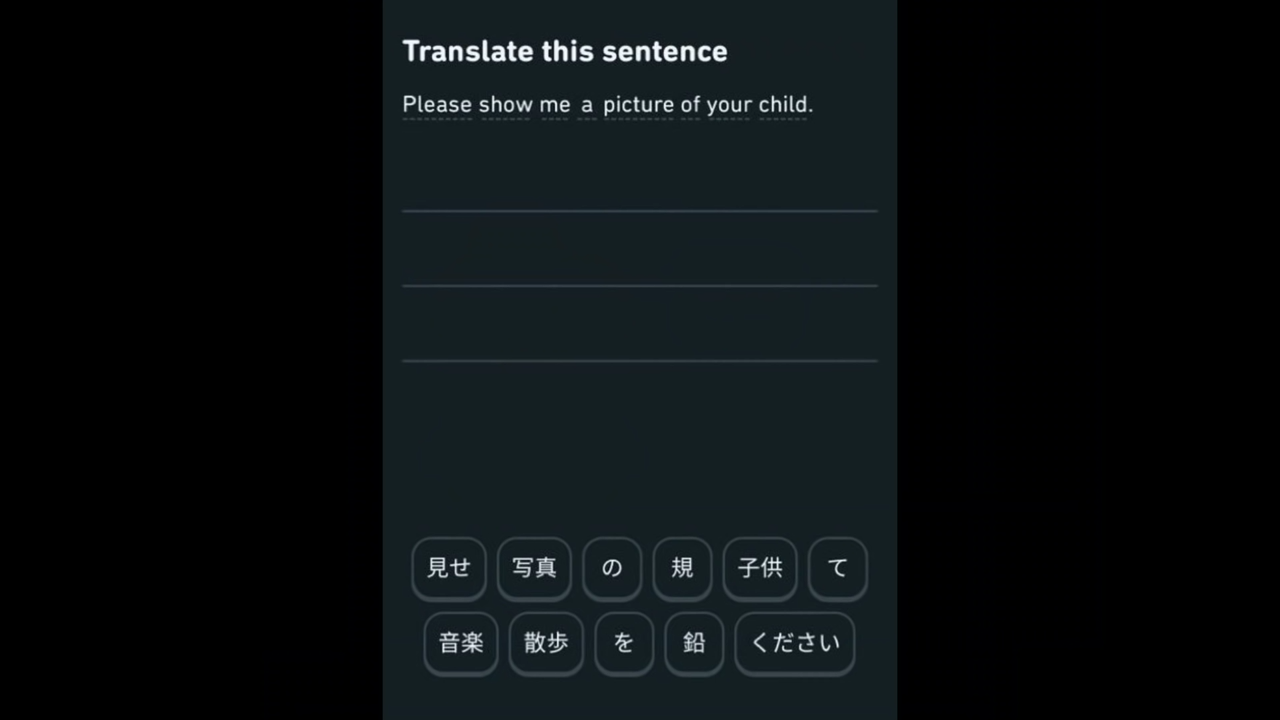 Translate this sentence
Please show me a picture of your child.
見せ 写真 の 規 子供 て
音楽 散歩 を 鉛 ください